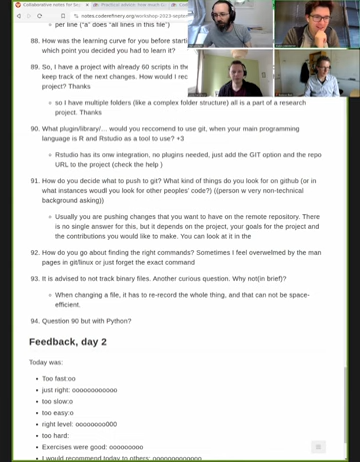 Collaborative notes for
notes.coderefinery.org/workshop-2023-septem
per line ("a" does "all lines in this file")
88. How was the learning curve for you before starti
which point you decided you had to learn it?
89. So, I have a project with already 60 scripts in the
keep track of the next changes. How would I rec
project? Thanks
so i have multiple folders (like a complex folder structure) all is a part of a research
project. Thanks
90. What plugin/library/... would you reccomend to use git, when your main programming
language is R and Rstudio as a tool to use? +3
Rstudio has its onw integration, no plugins needed, just add the GIT option and the repo
URL to the project (check the help )
91. How do you decide what to push to git? What kind of things do you look for on github (or in
what instances woudl you look for other peoples' code?) ((person w very non-technical
background asking))
Usually you are pushing changes that you want to have on the remote repository. There
is no single answer for this, but it depends on the project, your goals for the project and
the contributions you would like to make. You can look at it in the
92. How do you go about finding the right commands? Sometimes I feel overwelmed by the man
pages in git/linux or just forget the exact command
93. It is advised to not track binary files. Another curious question. Why not(in brief)?
When changing a file, it has to re-record the whole thing, and that can not be space-
efficient.
94. Question 90 but with Python?
Feedback, day 2
Today was:
Too fast:oo
just right: oooooooooooo
too slow:o
too easy:o
right level: oooooooo000
too hard:
Exercises were good: ooooooooo
I would recommend today to others: ooooooooooooo